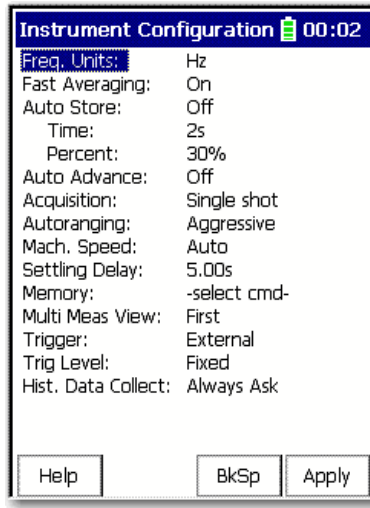 Instrument Configuration 00:02
Freq. Units: Hz
Fast Averaging: On
Auto Store: Off
Time: 2s
Percent: 30%
Auto Advance: Off
Acquisition: Single shot
Autoranging: Aggressive
Mach. Speed: Auto
Settling Delay: 5.00s
Memory: -select cmd-
Multi Meas View: First
Trigger: External
Trig Level: Fixed
Hist. Data Collect: Always Ask
Help BkSp Apply